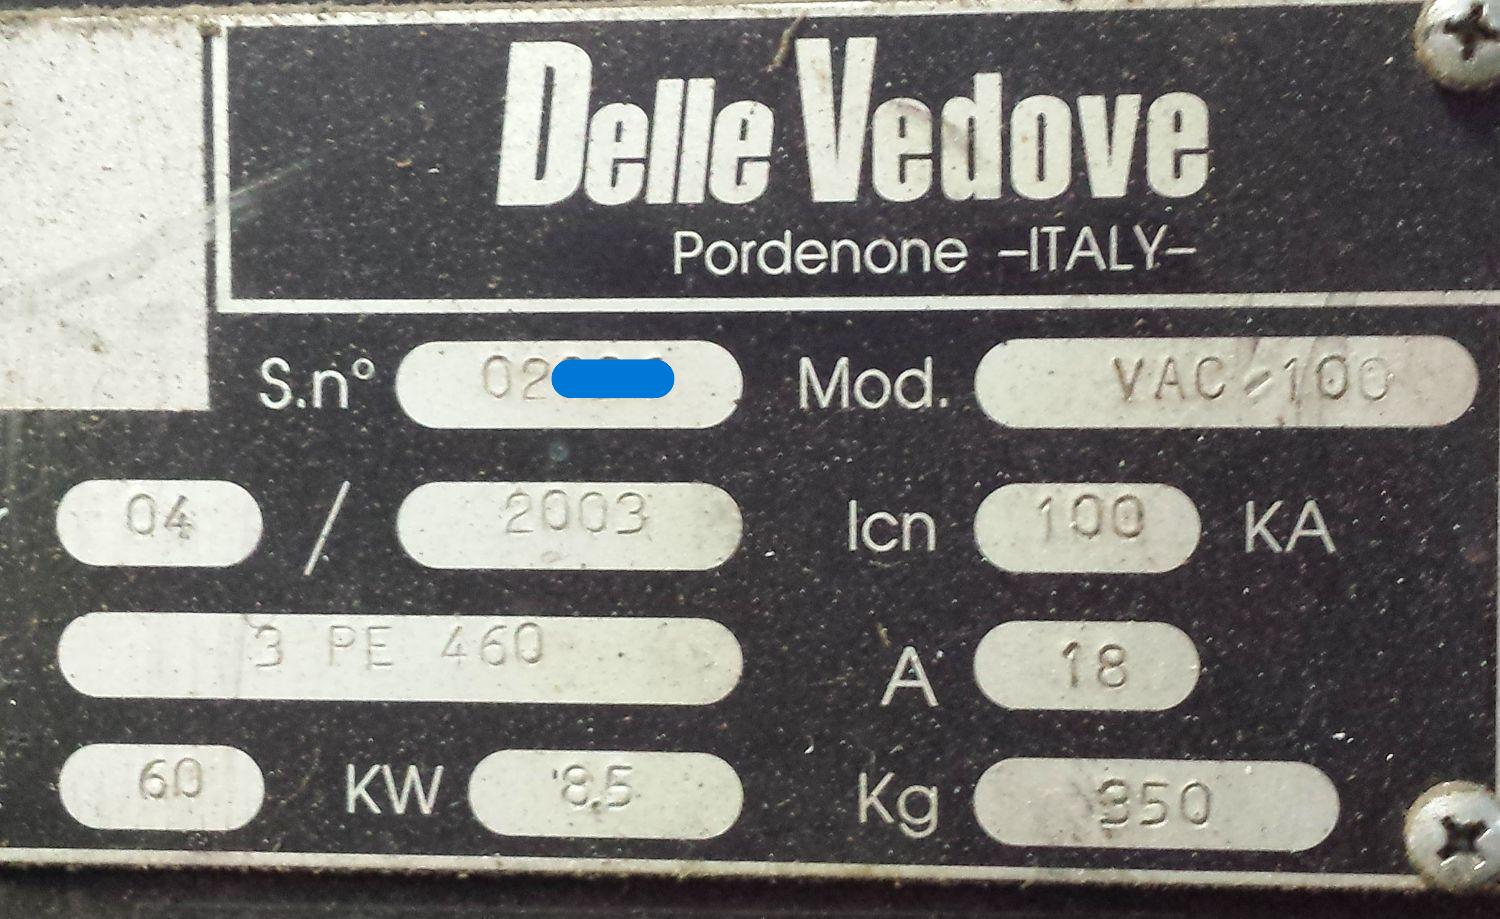 Delle Vedove
Pordenone -ITALY-
S.n° 02 Mod. VAC-100
04 / 2003 Icn 100 KA
3 PE 460 A 18
60 KW 8.5 Kg 350